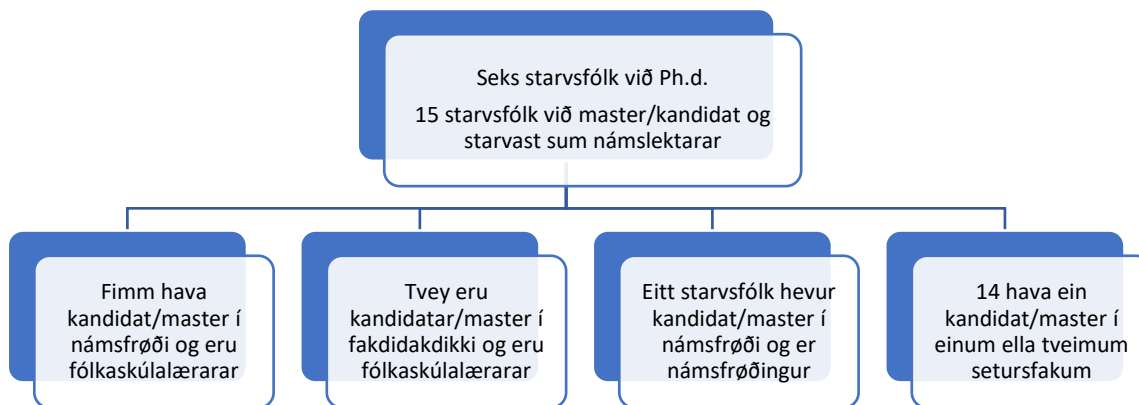 Seks starvsfólk við Ph.d.
15 starvsfólk við master/kandidat og
starvast sum námslektarar
Fimm hava
kandidat/master í
námsfrøði og eru
fólkaskúlalærarar
Tvey eru
kandidatar/master í
fakdidakdikki og eru
fólkaskúlalærarar
Eitt starvsfólk hevur
kandidat/master í
námsfrøði og er
námsfrøðingur
14 hava ein
kandidat/master í
einum ella tveimum
setursfakum